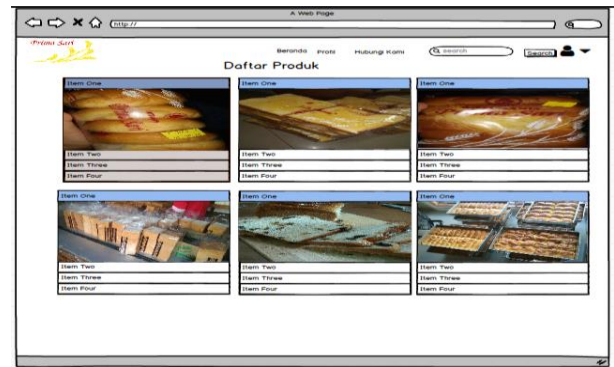 A Web Page
http://
Prima Sari
Beranda Profil Hubungi Kami search Search
Daftar Produk
Item One Item One Item One
Item Two Item Two Item Two
Item Three Item Three Item Three
Item Four Item Four Item Four
Item One Item One Item One
Item Two Item Two Item Two
Item Three Item Three Item Three
Item Four Item Four Item Four